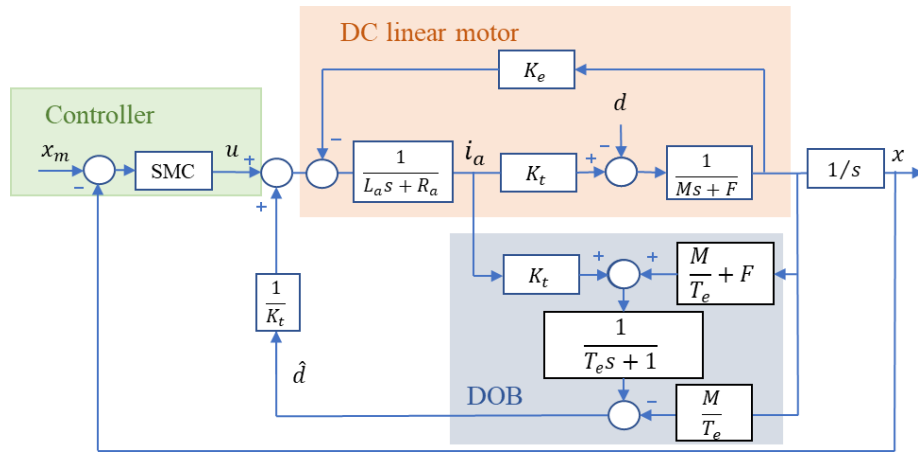 DC linear motor
K_e
Controller
d
x_m
SMC
u
1/(L_a s + R_a)
i_a
K_t
1/(Ms + F)
1/s
x
+
+
−
−
+
−
K_t
+
+
M/T_e + F
1/K_t
1/(T_e s + 1)
d̂
DOB
−
M/T_e